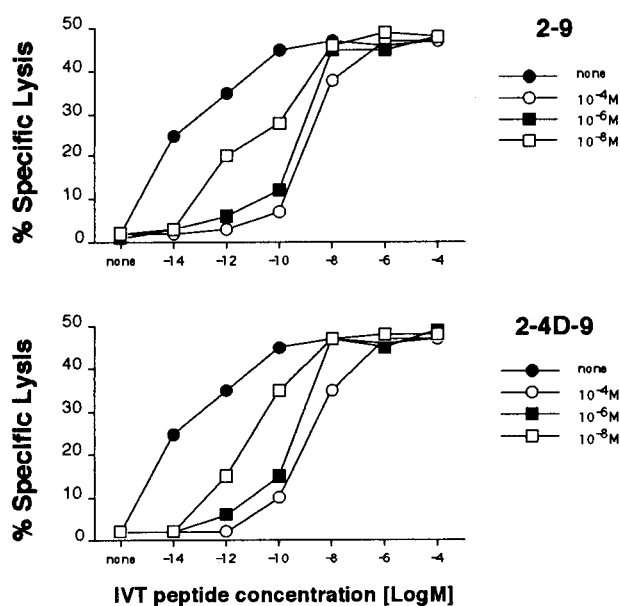 2-9
% Specific Lysis
50
40
30
20
10
0
none
-14
-12
-10
-8
-6
-4
none
10⁻⁴M
10⁻⁶M
10⁻⁸M
2-4D-9
% Specific Lysis
50
40
30
20
10
0
none
-14
-12
-10
-8
-6
-4
none
10⁻⁴M
10⁻⁶M
10⁻⁸M
IVT peptide concentration [LogM]